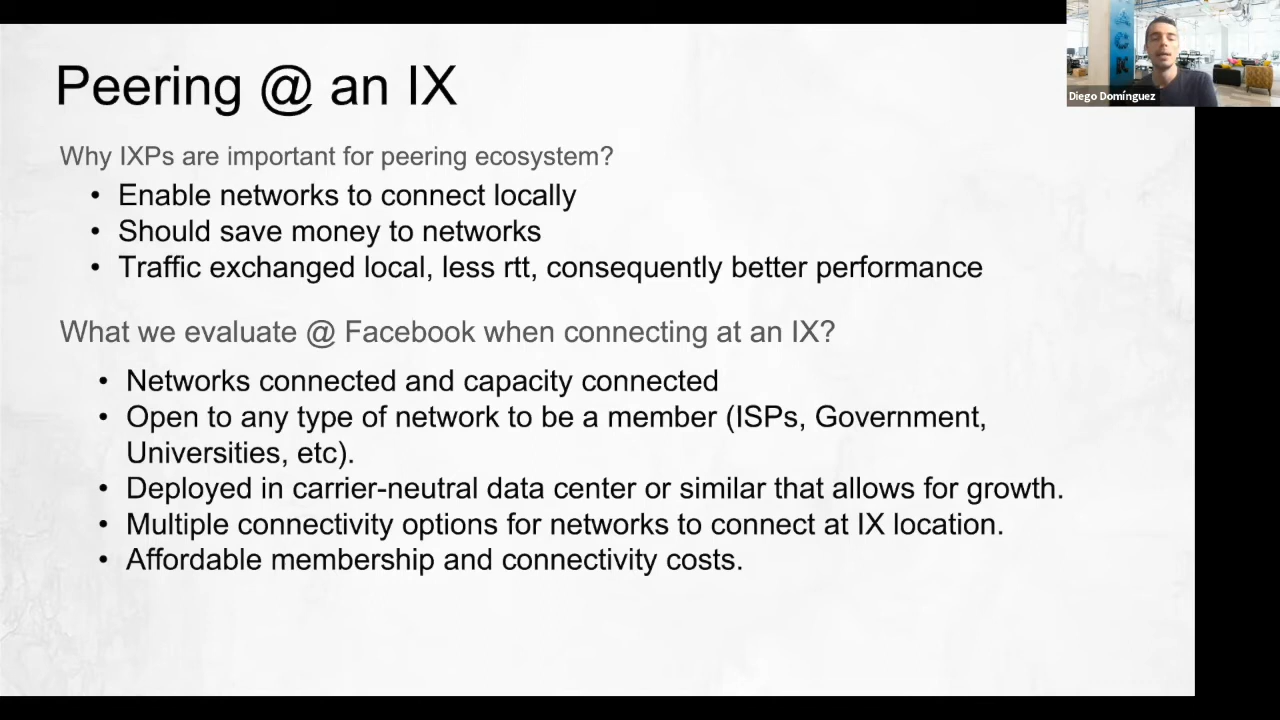 Peering @ an IX
Diego Domínguez
Why IXPs are important for peering ecosystem?
• Enable networks to connect locally
• Should save money to networks
• Traffic exchanged local, less rtt, consequently better performance
What we evaluate @ Facebook when connecting at an IX?
• Networks connected and capacity connected
• Open to any type of network to be a member (ISPs, Government,
Universities, etc).
• Deployed in carrier-neutral data center or similar that allows for growth.
• Multiple connectivity options for networks to connect at IX location.
• Affordable membership and connectivity costs.